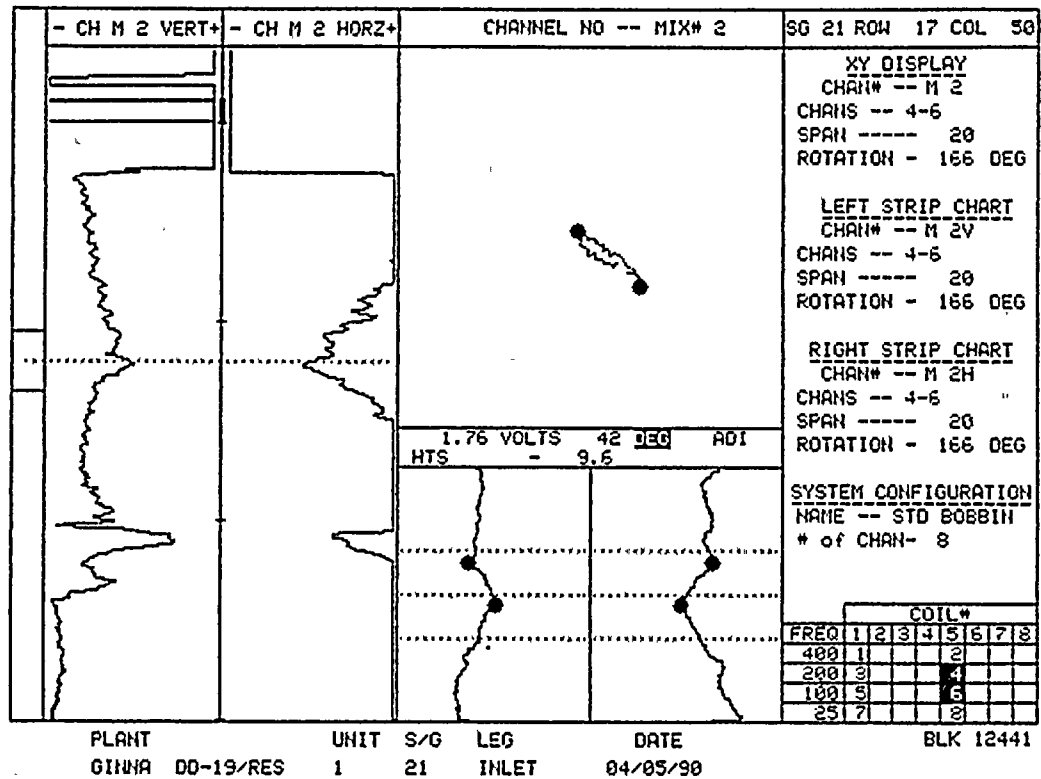 - CH M 2 VERT+
- CH M 2 HORZ+
CHANNEL NO -- MIX# 2
SG 21 ROW 17 COL 50
XY DISPLAY
CHAN# -- M 2
CHANS -- 4-6
SPAN ----- 20
ROTATION - 166 DEG
LEFT STRIP CHART
CHAN# -- M 2V
CHANS -- 4-6
SPAN ----- 20
ROTATION - 166 DEG
RIGHT STRIP CHART
CHAN# -- M 2H
CHANS -- 4-6
SPAN ----- 20
ROTATION - 166 DEG
1.76 VOLTS 42 DEG ADI
HTS - 9.6
SYSTEM CONFIGURATION
NAME -- STD BOBBIN
# of CHAN- 8
COIL#
FREQ 1 2 3 4 5 6 7 8
400 1 2
200 3 4
100 5 6
25 7 8
PLANT UNIT S/G LEG DATE BLK 12441
GINNA DD-19/RES 1 21 INLET 04/05/90